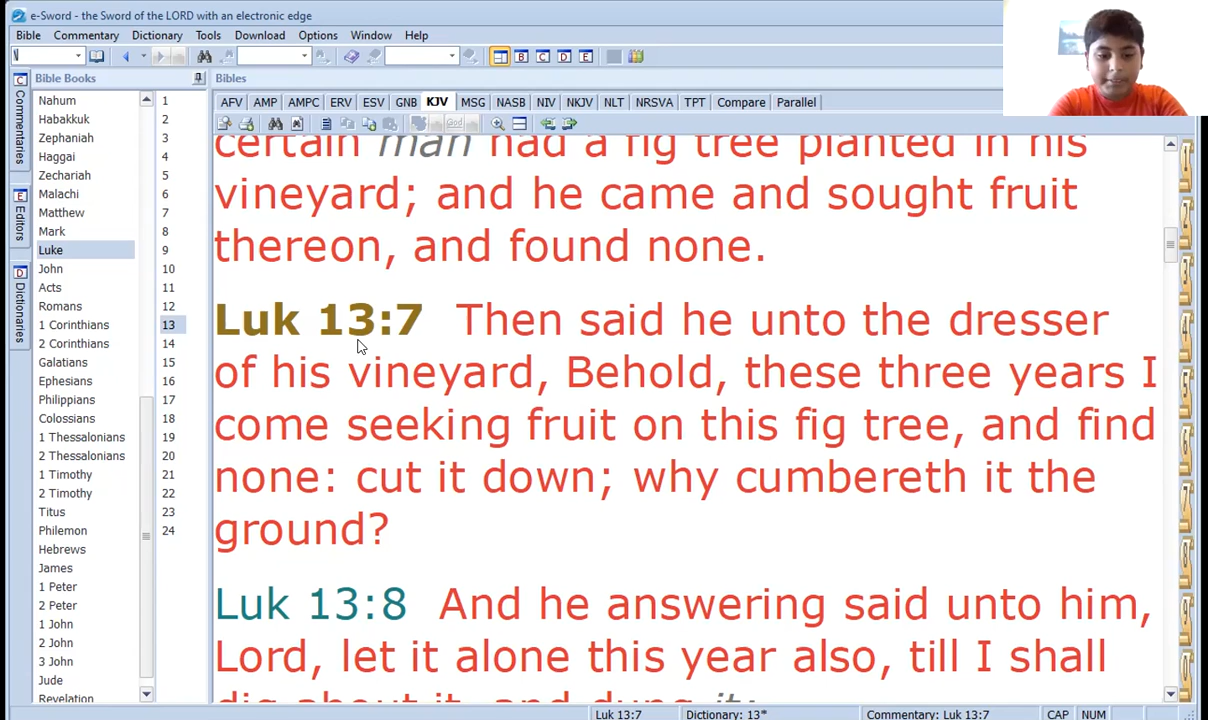 e-Sword - the Sword of the LORD with an electronic edge
Bible Commentary Dictionary Tools Download Options Window Help
B C D E
Bible Books
Bibles
AFV AMP AMPC ERV ESV GNB KJV MSG NASB NIV NKJV NLT NRSVA TPT Compare Parallel
C Commentaries
E Editors
D Dictionaries
Nahum
Habakkuk
Zephaniah
Haggai
Zechariah
Malachi
Matthew
Mark
Luke
John
Acts
Romans
1 Corinthians
2 Corinthians
Galatians
Ephesians
Philippians
Colossians
1 Thessalonians
2 Thessalonians
1 Timothy
2 Timothy
Titus
Philemon
Hebrews
James
1 Peter
2 Peter
1 John
2 John
3 John
Jude
Revelation
1
2
3
4
5
6
7
8
9
10
11
12
13
14
15
16
17
18
19
20
21
22
23
24
certain man had a fig tree planted in his
vineyard; and he came and sought fruit
thereon, and found none.
Luk 13:7 Then said he unto the dresser
of his vineyard, Behold, these three years I
come seeking fruit on this fig tree, and find
none: cut it down; why cumbereth it the
ground?
Luk 13:8 And he answering said unto him,
Lord, let it alone this year also, till I shall
dig about it, and dung it:
Luk 13:7 Dictionary: 13* Commentary: Luk 13:7 CAP NUM